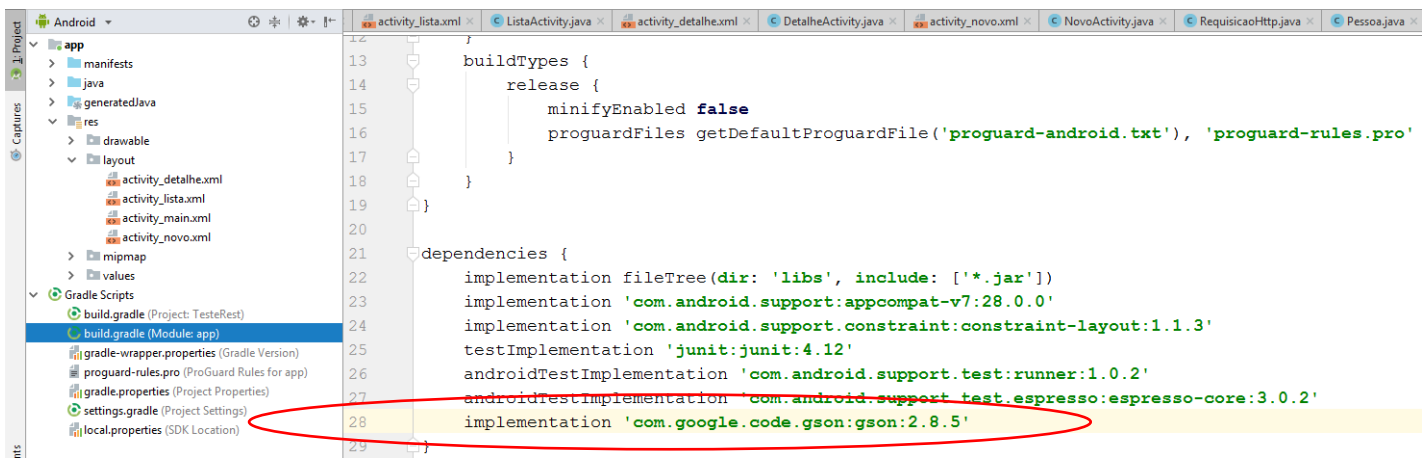 Android
activity_lista.xml
ListaActivity.java
activity_detalhe.xml
DetalheActivity.java
activity_novo.xml
NovoActivity.java
RequisicaoHttp.java
Pessoa.java
1: Project
Captures
app
manifests
java
generatedJava
res
drawable
layout
activity_detalhe.xml
activity_lista.xml
activity_main.xml
activity_novo.xml
mipmap
values
Gradle Scripts
build.gradle (Project: TesteRest)
build.gradle (Module: app)
gradle-wrapper.properties (Gradle Version)
proguard-rules.pro (ProGuard Rules for app)
gradle.properties (Project Properties)
settings.gradle (Project Settings)
local.properties (SDK Location)
12 }
13 buildTypes {
14 release {
15 minifyEnabled false
16 proguardFiles getDefaultProguardFile('proguard-android.txt'), 'proguard-rules.pro'
17 }
18 }
19 }
20
21 dependencies {
22 implementation fileTree(dir: 'libs', include: ['*.jar'])
23 implementation 'com.android.support:appcompat-v7:28.0.0'
24 implementation 'com.android.support.constraint:constraint-layout:1.1.3'
25 testImplementation 'junit:junit:4.12'
26 androidTestImplementation 'com.android.support.test:runner:1.0.2'
27 androidTestImplementation 'com.android.support.test.espresso:espresso-core:3.0.2'
28 implementation 'com.google.code.gson:gson:2.8.5'
29 }